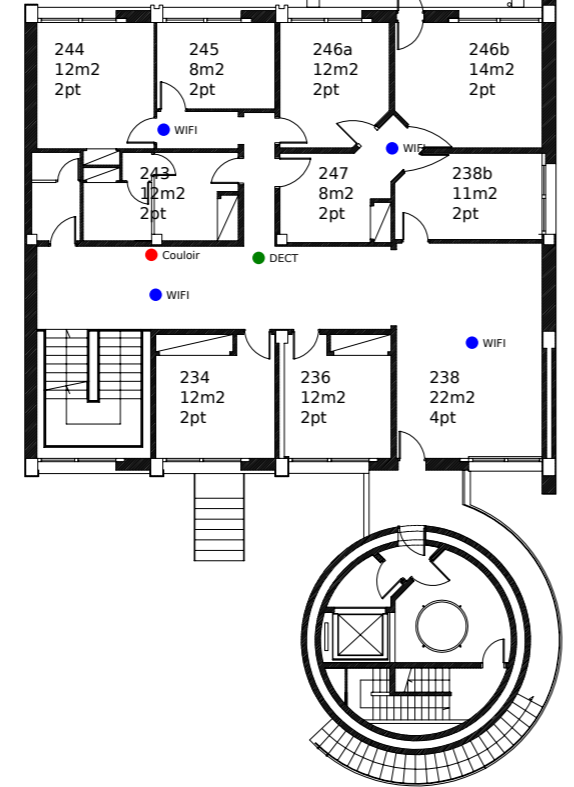 244
12m2
2pt
245
8m2
2pt
246a
12m2
2pt
246b
14m2
2pt
WIFI
WIFI
243
12m2
2pt
247
8m2
2pt
238b
11m2
2pt
Couloir
DECT
WIFI
WIFI
234
12m2
2pt
236
12m2
2pt
238
22m2
4pt